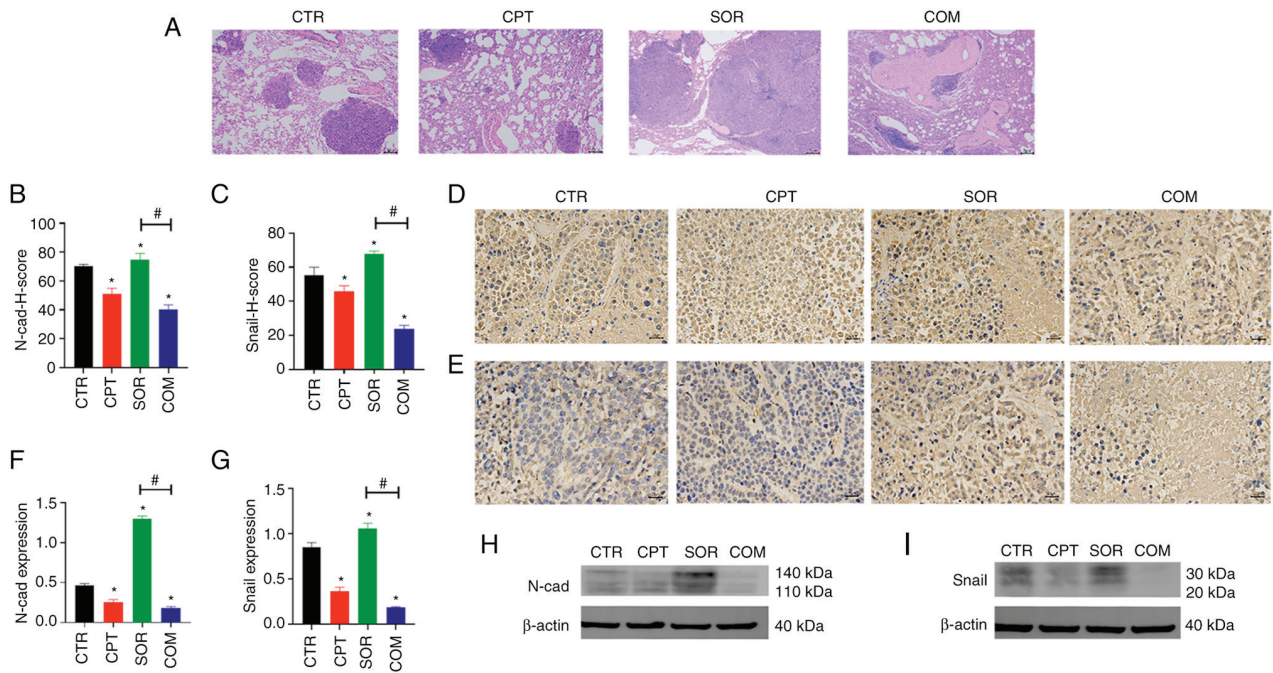 A
CTR CPT SOR COM
B
100
80
60
40
20
0
N-cad-H-score
* * * #
CTR CPT SOR COM
C
80
60
40
20
0
Snail-H-score
* * * #
CTR CPT SOR COM
D
CTR CPT SOR COM
E
F
1.5
1.0
0.5
0.0
N-cad expression
* * * #
CTR CPT SOR COM
G
1.5
1.0
0.5
0.0
Snail expression
* * * #
CTR CPT SOR COM
H
CTR CPT SOR COM
N-cad 140 kDa
110 kDa
β-actin 40 kDa
I
CTR CPT SOR COM
Snail 30 kDa
20 kDa
β-actin 40 kDa